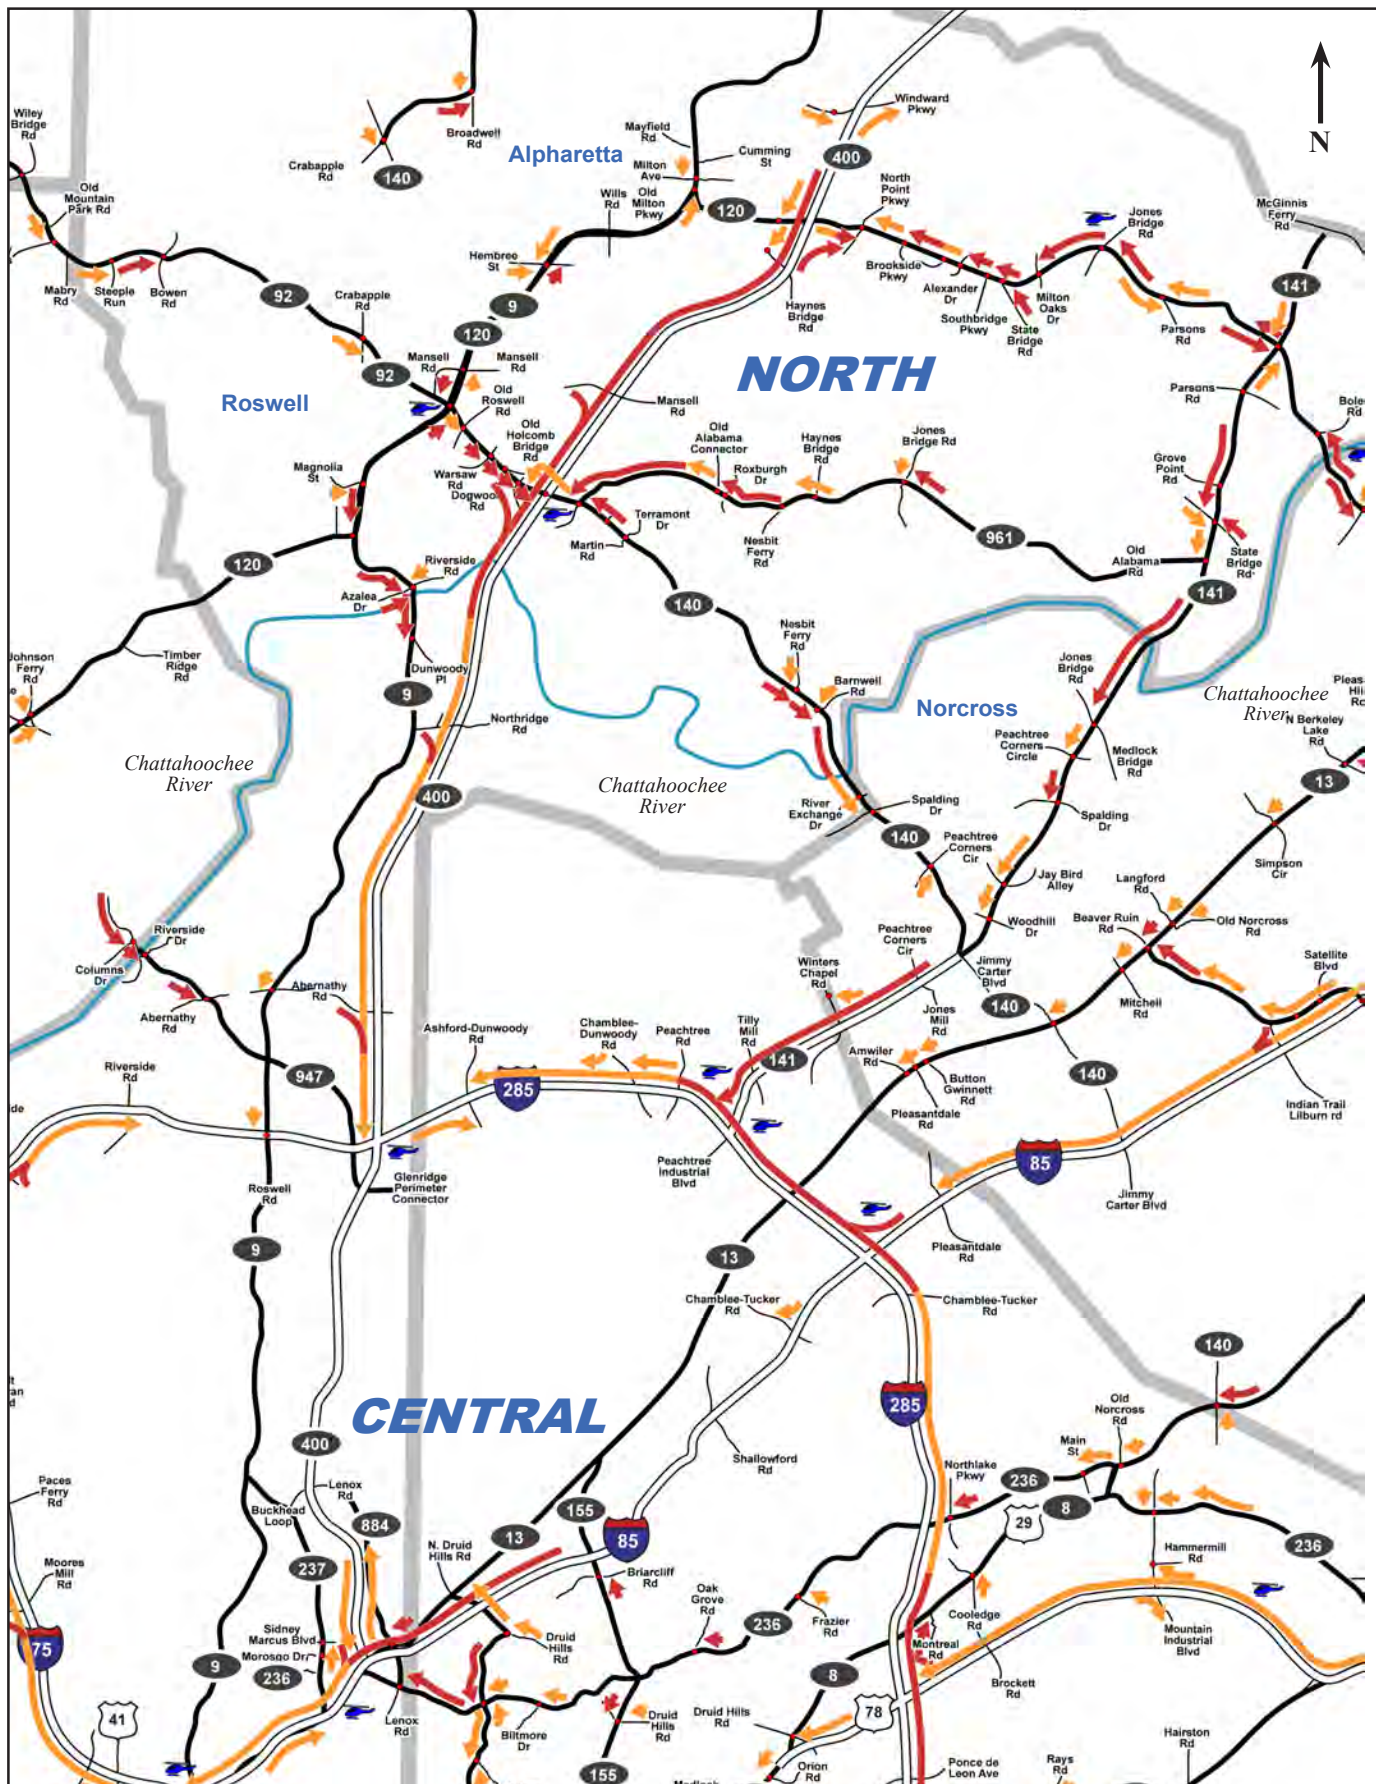 Wiley
Bridge
Rd
Old
Mountain
Park Rd
Mabry
Rd
Steeple
Run
Bowen
Rd
92
Crabapple
Rd
92
Crabapple
Rd
140
Broadwell
Rd
Alpharetta
Mayfield
Rd
Milton
Ave
Cumming
St
Windward
Pkwy
400
N
Wills
Rd
Old
Milton
Pkwy
120
North
Point
Pkwy
Hembree
St
9
120
Haynes
Bridge
Rd
Brookside
Pkwy
Alexander
Dr
Southbridge
Pkwy
State
Bridge
Rd
Milton
Oaks
Dr
Jones
Bridge
Rd
Parsons
Rd
McGinnis
Ferry
Rd
141
Parsons
Rd
NORTH
Roswell
Mansell
Rd
Mansell
Rd
Old
Roswell
Rd
Old
Holcomb
Bridge
Rd
Mansell
Rd
Magnolia
St
Warsaw
Rd
Dogwood
Rd
Old
Alabama
Connector
Roxburgh
Dr
Haynes
Bridge
Rd
Jones
Bridge Rd
Nesbit
Ferry
Rd
Terramont
Dr
Martin
Rd
961
Grove
Point
Rd
State
Bridge
Rd
Old
Alabama
Rd
141
120
Riverside
Rd
Azalea
Dr
Dunwoody
Pl
Timber
Ridge
Rd
Johnson
Ferry
Rd
9
Northridge
Rd
140
Nesbit
Ferry
Rd
Barnwell
Rd
Norcross
Jones
Bridge
Rd
Peachtree
Corners
Circle
Medlock
Bridge
Rd
Chattahoochee
River
Chattahoochee
River
Chattahoochee
River
N Berkeley
Lake
Rd
13
400
River
Exchange
Dr
Spalding
Dr
140
Peachtree
Corners
Cir
Spalding
Dr
Simpson
Cir
Jay Bird
Alley
Langford
Rd
Woodhill
Dr
Beaver Ruin
Rd
Old Norcross
Rd
Riverside
Dr
Columns
Dr
Abernathy
Rd
Abernathy
Rd
Peachtree
Corners
Cir
Winters
Chapel
Rd
Jimmy
Carter
Blvd
140
Mitchell
Rd
Satellite
Blvd
Ashford-Dunwoody
Rd
Chamblee-
Dunwoody
Rd
Peachtree
Rd
Tilly
Mill
Rd
141
Jones
Mill
Rd
Amwiler
Rd
Button
Gwinnett
Rd
Pleasantdale
Rd
140
Indian Trail
Lilburn rd
Riverside
Rd
947
285
Peachtree
Industrial
Blvd
85
Jimmy
Carter Blvd
Roswell
Rd
Glenridge
Perimeter
Connector
9
13
Pleasantdale
Rd
Chamblee-Tucker
Rd
Chamblee-Tucker
Rd
140
CENTRAL
285
Old
Norcross
Rd
Main
St
400
Shallowford
Rd
Northlake
Pkwy
236
8
29
236
Paces
Ferry
Rd
Lenox
Rd
Buckhead
Loop
884
155
13
85
N. Druid
Hills Rd
237
Moores
Mill
Rd
Briarcliff
Rd
Oak
Grove
Rd
236
Frazier
Rd
Hammermill
Rd
Cooledge
Rd
Mountain
Industrial
Blvd
75
Sidney
Marcus Blvd
Morosgo Dr
236
9
Druid
Hills
Rd
Montreal
Rd
Brockett
Rd
8
78
41
Lenox
Rd
Biltmore
Dr
Druid
Hills
Rd
Druid Hills
Rd
155
Orion
Rd
Ponce de
Leon Ave
Rays
Rd
Hairston
Rd